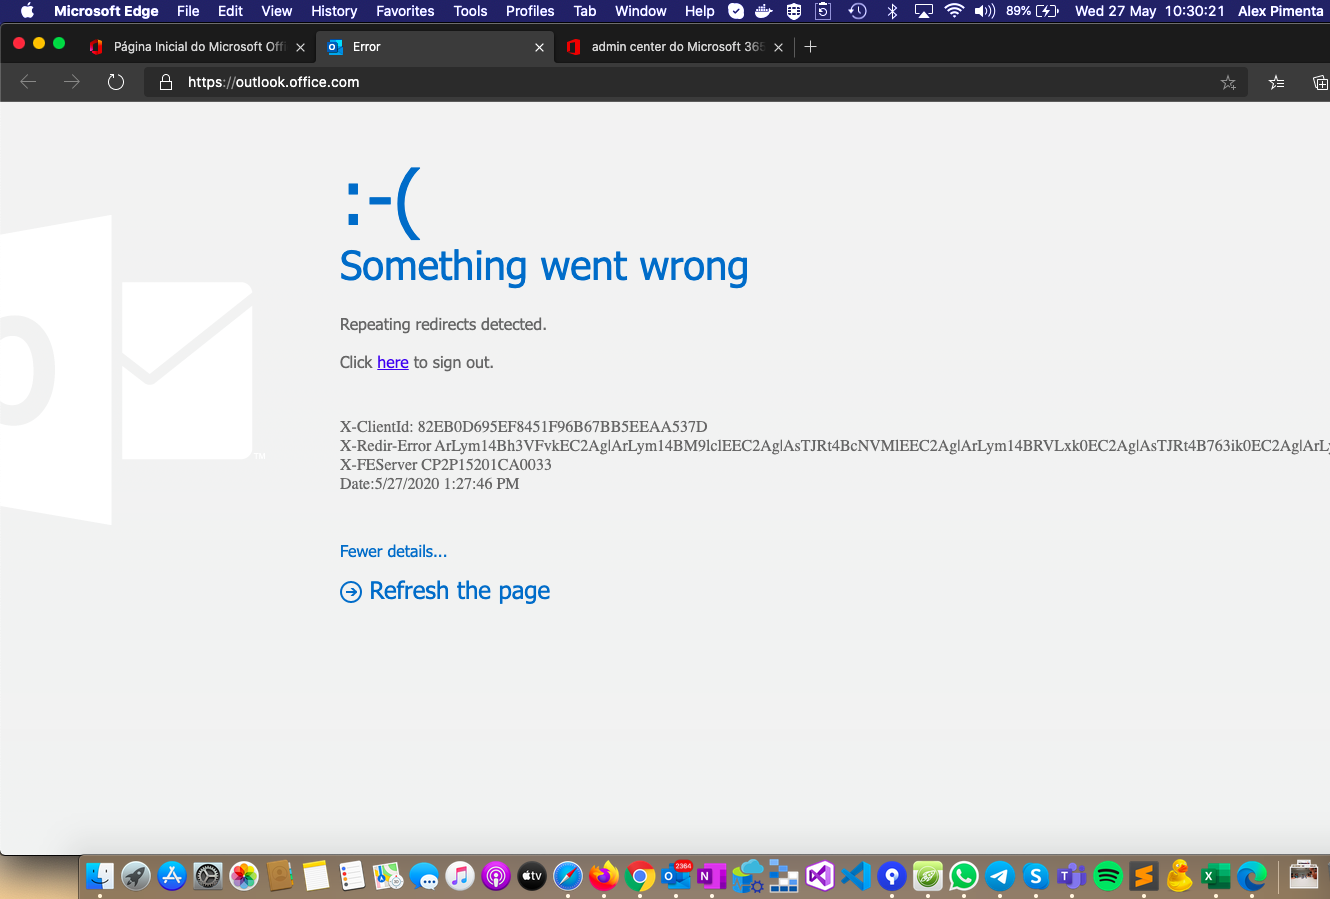 Microsoft Edge File Edit View History Favorites Tools Profiles Tab Window Help 89% Wed 27 May 10:30:21 Alex Pimenta
Página Inicial do Microsoft Offi
Error
admin center do Microsoft 365
https://outlook.office.com
:-(
Something went wrong
Repeating redirects detected.
Click here to sign out.
X-ClientId: 82EB0D695EF8451F96B67BB5EEAA537D
X-Redir-Error ArLym14Bh3VFvkEC2Ag|ArLym14BM9lclEEC2Ag|AsTJRt4BcNVMlEEC2Ag|ArLym14BRVLxk0EC2Ag|AsTJRt4B763ik0EC2Ag|ArLy
X-FEServer CP2P15201CA0033
Date:5/27/2020 1:27:46 PM
Fewer details...
Refresh the page
TM
tv
2364